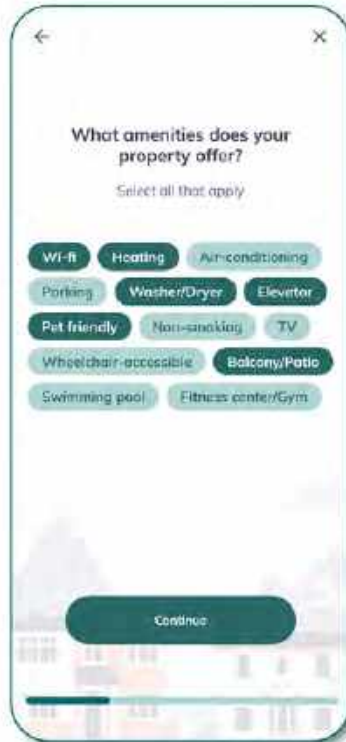 What amenities does your
property offer?
Select all that apply
Wi-fi Heating Air-conditioning
Parking Washer/Dryer Elevator
Pet friendly Non-smoking TV
Wheelchair-accessible Balcony/Patio
Swimming pool Fitness center/Gym
Continue